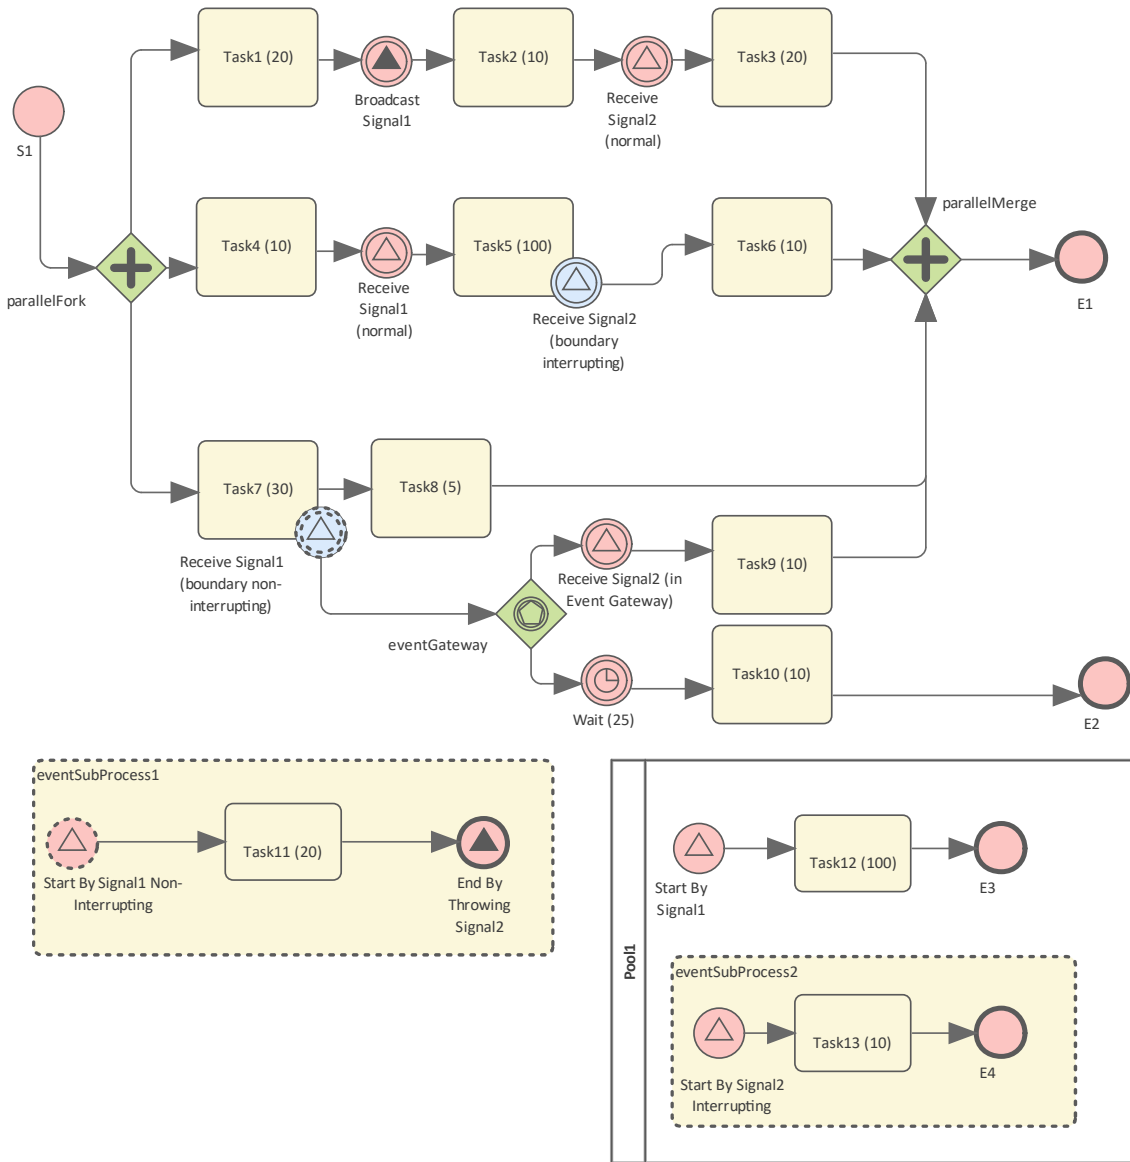 Task1 (20)
Broadcast
Signal1
Task2 (10)
Receive
Signal2
(normal)
Task3 (20)
S1
parallelFork
Task4 (10)
Receive
Signal1
(normal)
Task5 (100)
Receive Signal2
(boundary
interrupting)
Task6 (10)
parallelMerge
E1
Task7 (30)
Receive Signal1
(boundary non-
interrupting)
Task8 (5)
eventGateway
Receive Signal2 (in
Event Gateway)
Task9 (10)
Wait (25)
Task10 (10)
E2
eventSubProcess1
Start By Signal1 Non-
Interrupting
Task11 (20)
End By
Throwing
Signal2
Pool1
Start By
Signal1
Task12 (100)
E3
eventSubProcess2
Start By Signal2
Interrupting
Task13 (10)
E4